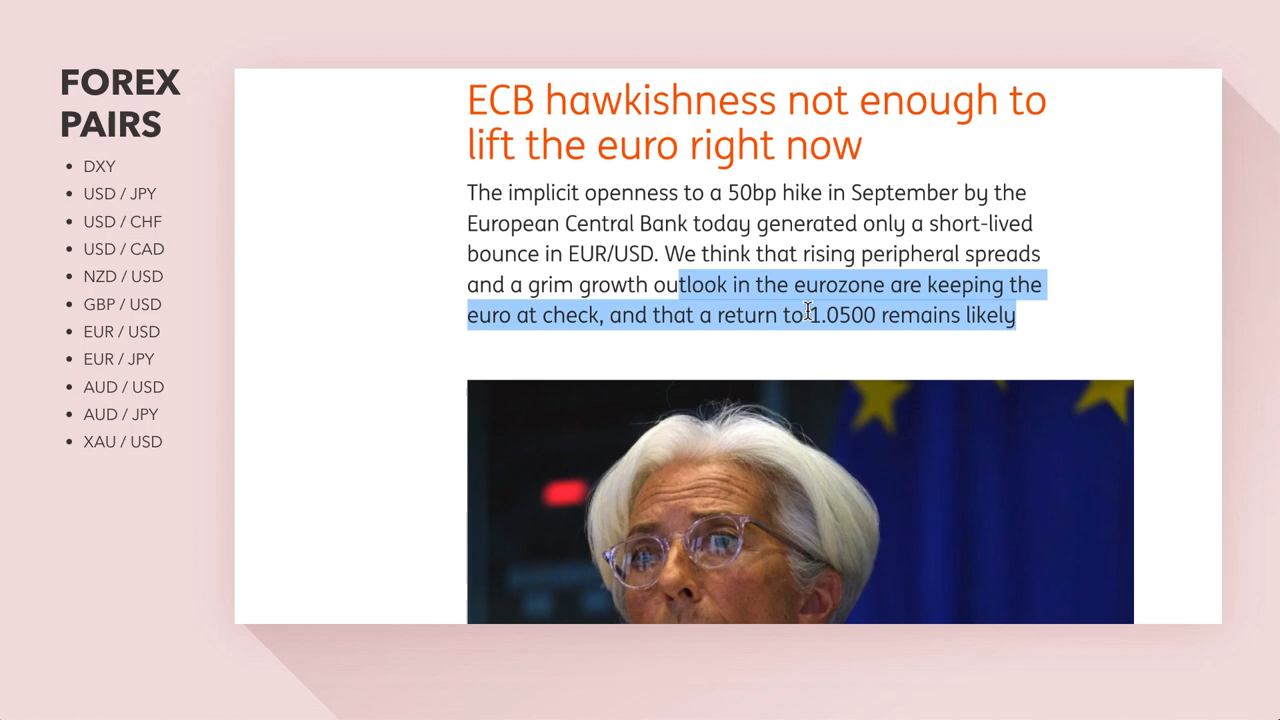 FOREX
PAIRS
• DXY
• USD / JPY
• USD / CHF
• USD / CAD
• NZD / USD
• GBP / USD
• EUR / USD
• EUR / JPY
• AUD / USD
• AUD / JPY
• XAU / USD
ECB hawkishness not enough to
lift the euro right now
The implicit openness to a 50bp hike in September by the
European Central Bank today generated only a short-lived
bounce in EUR/USD. We think that rising peripheral spreads
and a grim growth outlook in the eurozone are keeping the
euro at check, and that a return to 1.0500 remains likely